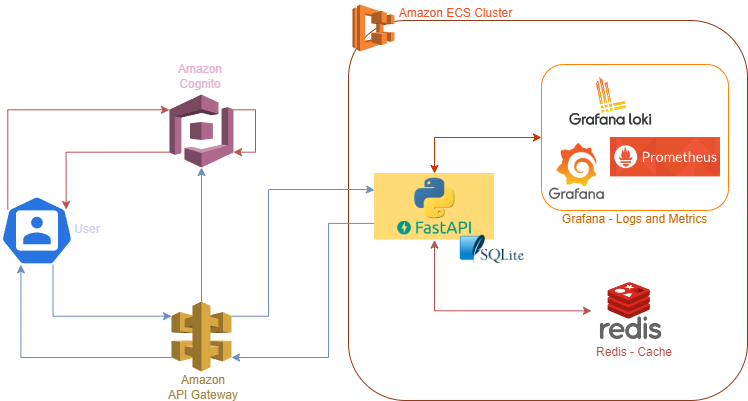 Amazon ECS Cluster
Amazon
Cognito
Grafana loki
Prometheus
Grafana
Grafana - Logs and Metrics
User
FastAPI
SQLite
redis
Redis - Cache
Amazon
API Gateway